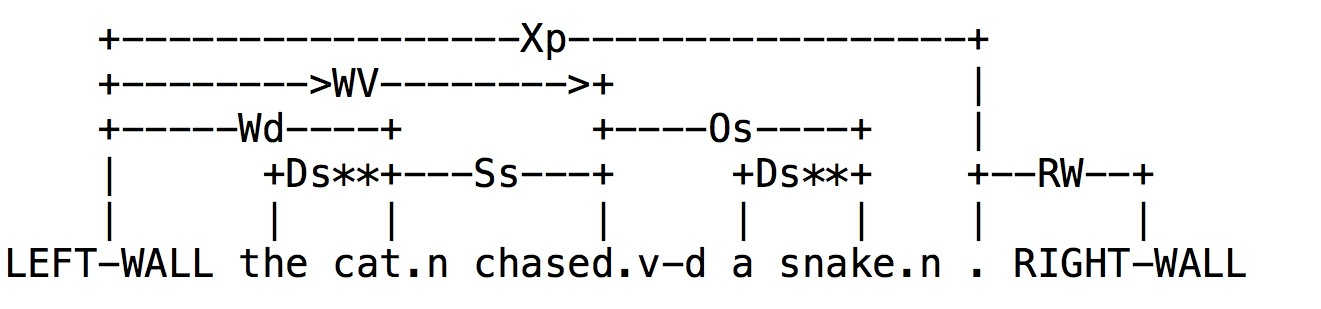 +-----------------Xp-----------------+
+-------->WV-------->+               |
+-----Wd----+        +----Os----+    |
|      +Ds**+---Ss---+     +Ds**+    +--RW--+
|      |    |        |     |    |    |      |
LEFT-WALL the cat.n chased.v-d a snake.n . RIGHT-WALL